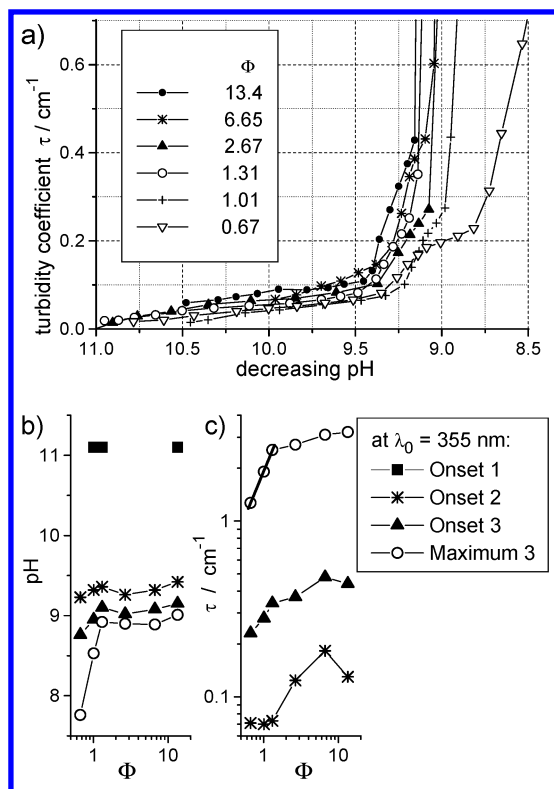 a)
turbidity coefficient τ / cm⁻¹
0.6
0.4
0.2
0.0
Φ
13.4
6.65
2.67
1.31
1.01
0.67
11.0 10.5 10.0 9.5 9.0 8.5
decreasing pH
b)
pH
11
10
9
8
1 10
Φ
c)
τ / cm⁻¹
1
0.1
1 10
Φ
at λ₀ = 355 nm:
Onset 1
Onset 2
Onset 3
Maximum 3